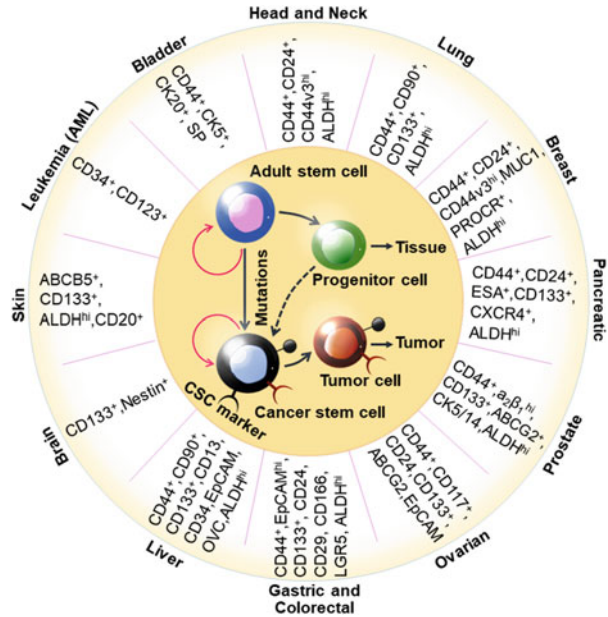 Head and Neck
CD44⁺,CD24⁺,
CD44v3ʰⁱ,
ALDHʰⁱ
Lung
CD44⁺,CD90⁺,
CD133⁺,
ALDHʰⁱ
Breast
CD44⁺ CD24⁺,
CD44v3ʰⁱ,MUC1,
PROCR⁺,
ALDHʰⁱ
Pancreatic
CD44⁺,CD24⁺,
ESA⁺,CD133⁺,
CXCR4⁺,
ALDHʰⁱ
Prostate
CD44⁺ a₂β₁ʰⁱ
CD133⁺,ABCG2⁺,
CK5/14,ALDHʰⁱ
Ovarian
CD44⁺, CD117⁺,
CD24,CD133⁺,
ABCG2,EpCAM
Gastric and
Colorectal
CD44⁺,EpCAMʰⁱ
CD133⁺, CD24,
CD29, CD166,
LGR5, ALDHʰⁱ
Liver
CD44⁺, CD90⁺,
CD133⁺ CD13,
CD34,EpCAM,
OVC,ALDHʰⁱ
Brain
CD133⁺,Nestin⁺
Skin
ABCB5⁺,
CD133⁺,
ALDHʰⁱ,CD20⁺
Leukemia (AML)
CD34⁺,CD123⁺
Bladder
CD44⁺,CK5⁺,
CK20⁺, SP
Adult stem cell
Tissue
Progenitor cell
Mutations
Tumor
Tumor cell
CSC marker
Cancer stem cell